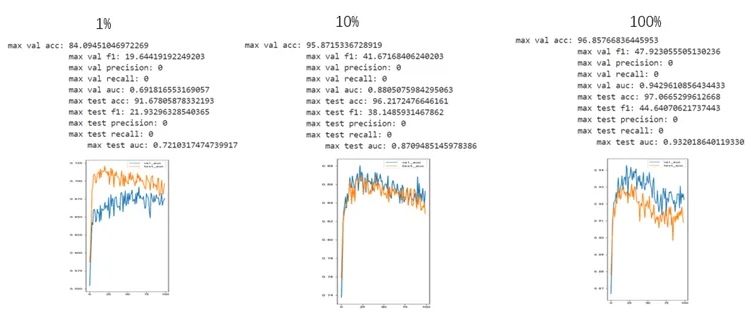 1%
max val acc: 84.09451046972269
max val f1: 19.64419192249203
max val precision: 0
max val recall: 0
max val auc: 0.691816553169057
max test acc: 91.67805878332193
max test f1: 21.93296328540365
max test precision: 0
max test recall: 0
max test auc: 0.7210317474739917
10%
max val acc: 95.8715336728919
max val f1: 41.67168406240203
max val precision: 0
max val recall: 0
max val auc: 0.8805075984295063
max test acc: 96.2172476646161
max test f1: 38.1485931467862
max test precision: 0
max test recall: 0
max test auc: 0.8709485145978386
100%
max val acc: 96.85766836445953
max val f1: 47.923055505130236
max val precision: 0
max val recall: 0
max val auc: 0.9429610856434433
max test acc: 97.0665299612668
max test f1: 44.64070621737443
max test precision: 0
max test recall: 0
max test auc: 0.932018640119330